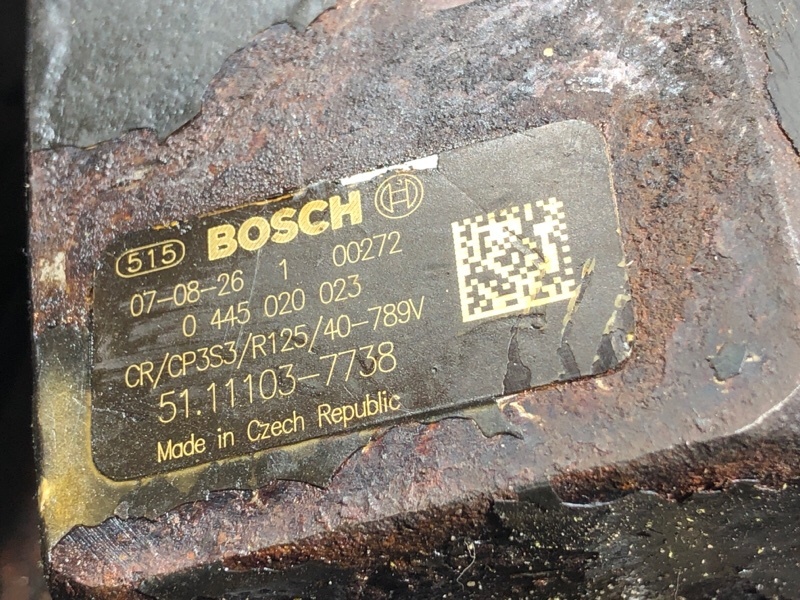 515 BOSCH
07-08-26 1 00272
0 445 020 023
CR/CP3S3/R125/40-789V
51.11103-7738
Made in Czech Republic